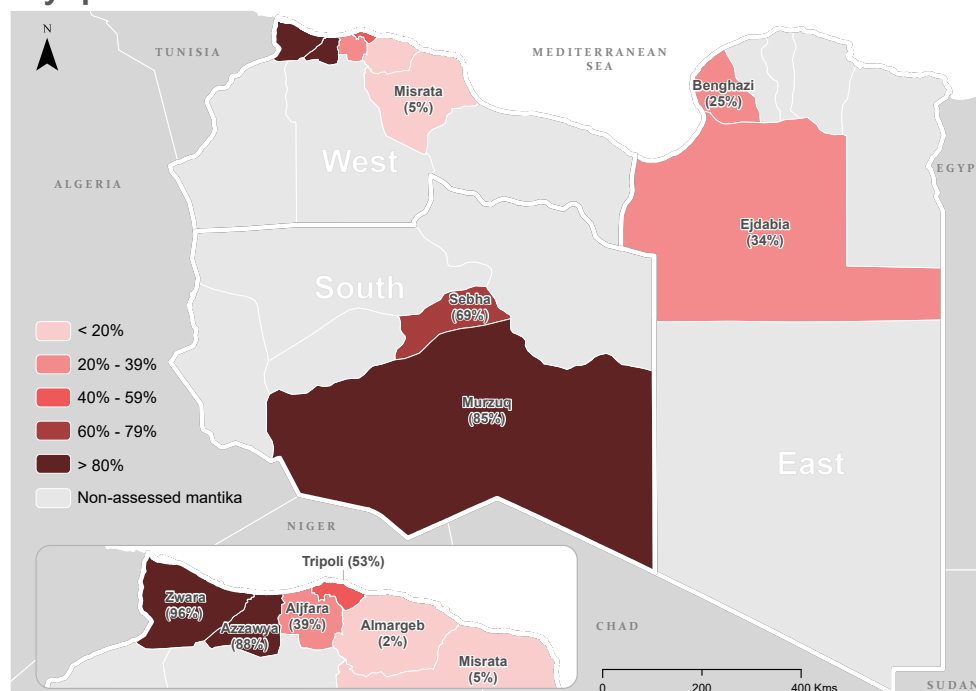 N
TUNISIA
MEDITERRANEAN
SEA
Misrata
(5%)
Benghazi
(25%)
West
ALGERIA
Ejdabia
(34%)
South
Sebha
(69%)
< 20%
20% - 39%
40% - 59%
60% - 79%
> 80%
Non-assessed mantika
Murzuq
(85%)
East
NIGER
Tripoli (53%)
Zwara
(96%)
Azzawya
(88%)
Aljfara
(39%)
Almargeb
(2%)
Misrata
(5%)
CHAD
0 200 400 Kms
EGYP
SUDAN